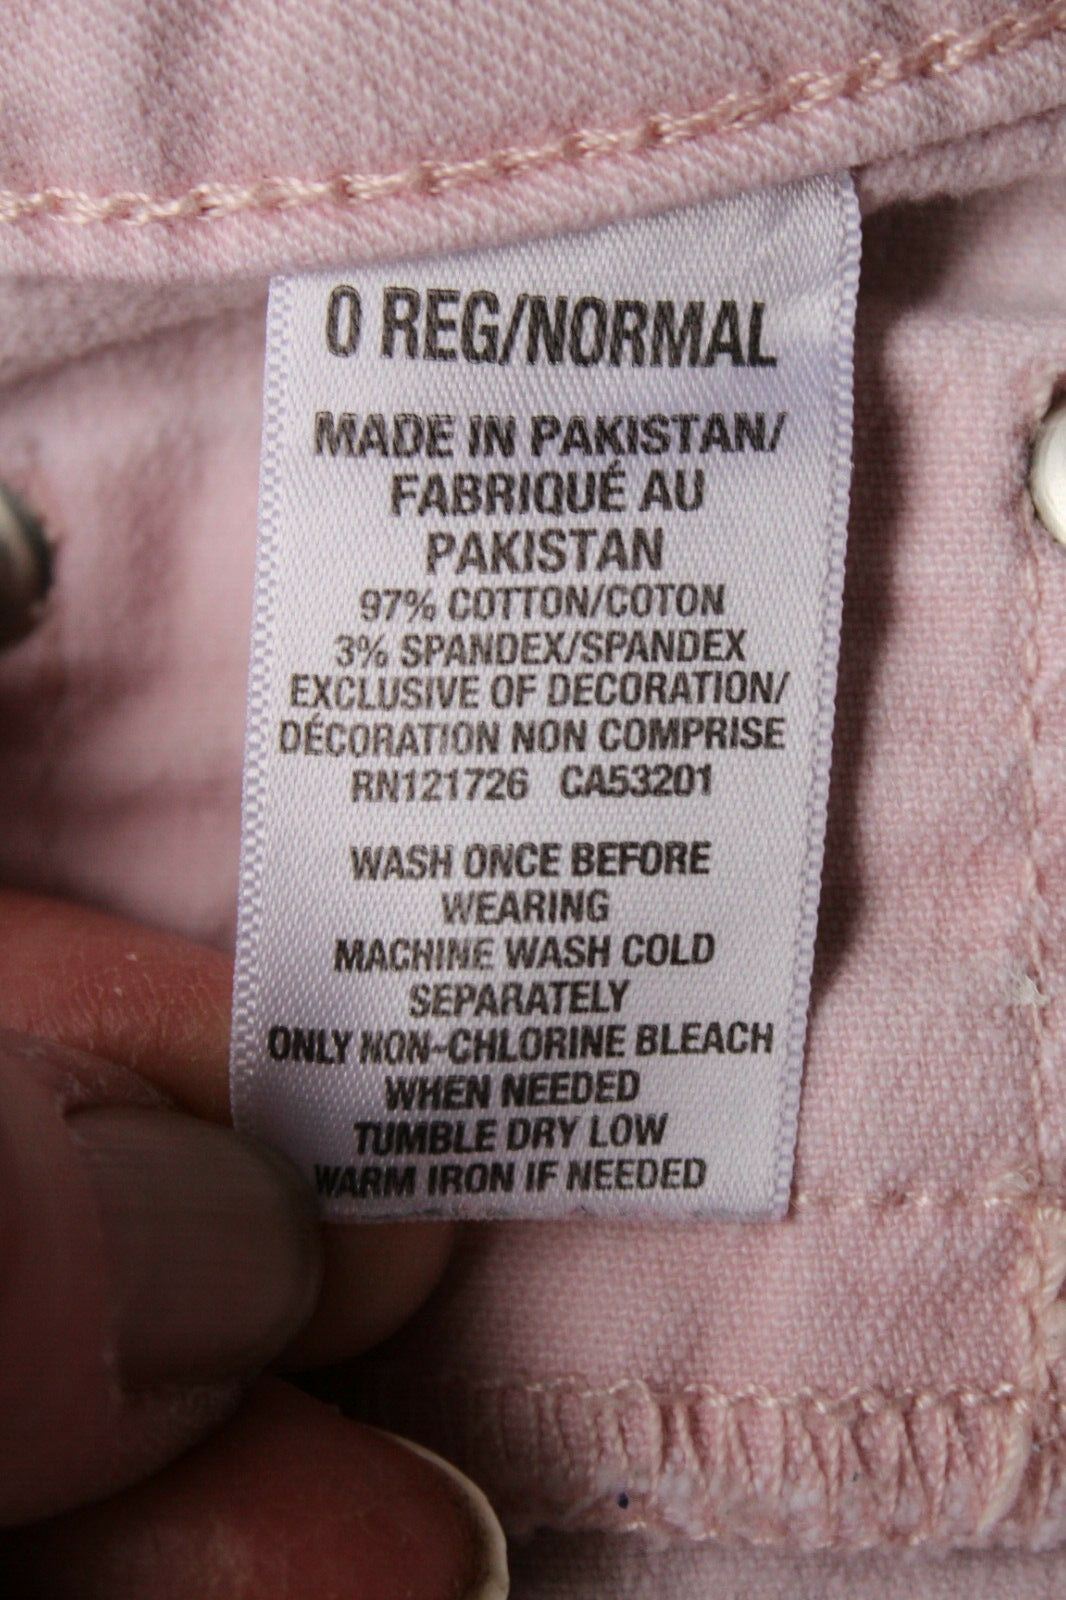 0 REG/NORMAL
MADE IN PAKISTAN/
FABRIQUÉ AU
PAKISTAN
97% COTTON/COTON
3% SPANDEX/SPANDEX
EXCLUSIVE OF DECORATION/
DÉCORATION NON COMPRISE
RN121726 CA53201
WASH ONCE BEFORE
WEARING
MACHINE WASH COLD
SEPARATELY
ONLY NON-CHLORINE BLEACH
WHEN NEEDED
TUMBLE DRY LOW
WARM IRON IF NEEDED